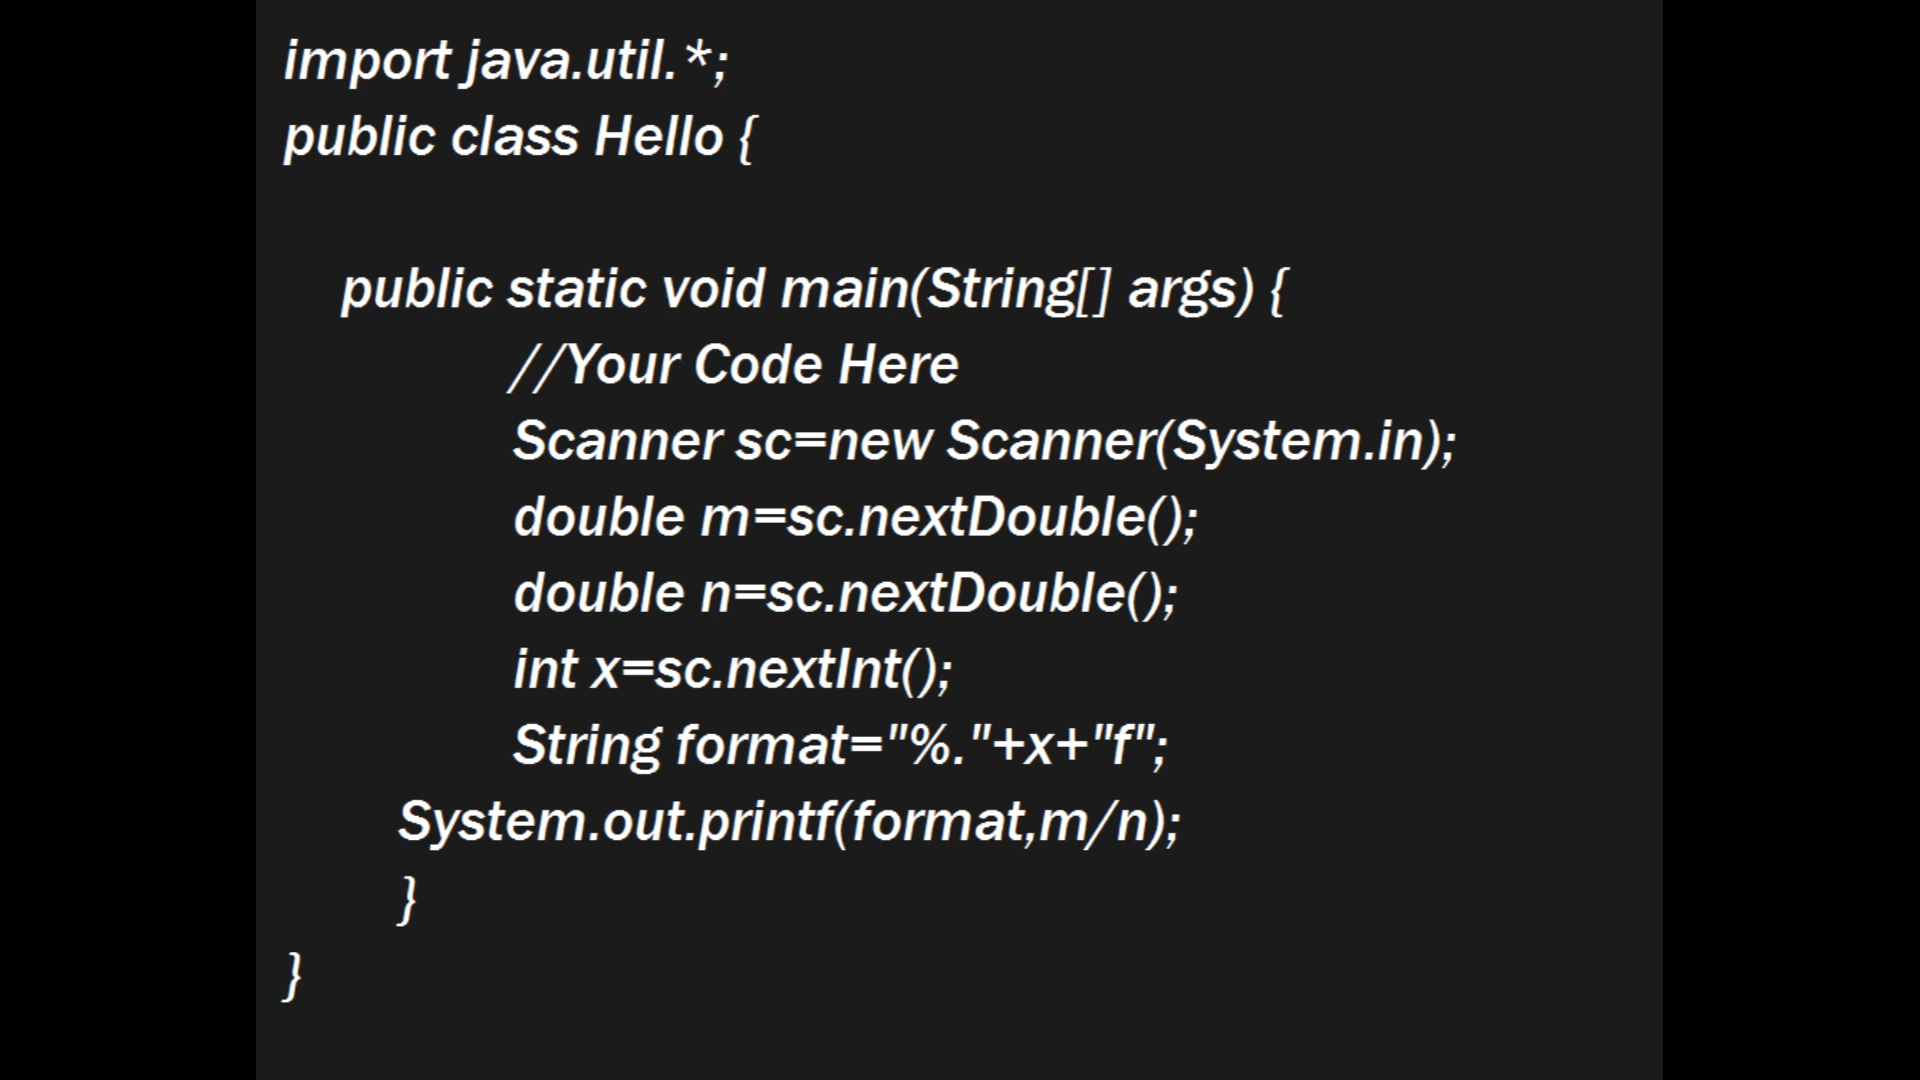 import java.util.*;
public class Hello {
public static void main(String[] args) {
//Your Code Here
Scanner sc=new Scanner(System.in);
double m=sc.nextDouble();
double n=sc.nextDouble();
int x=sc.nextInt();
String format="%."+x+"f";
System.out.printf(format,m/n);
}
}